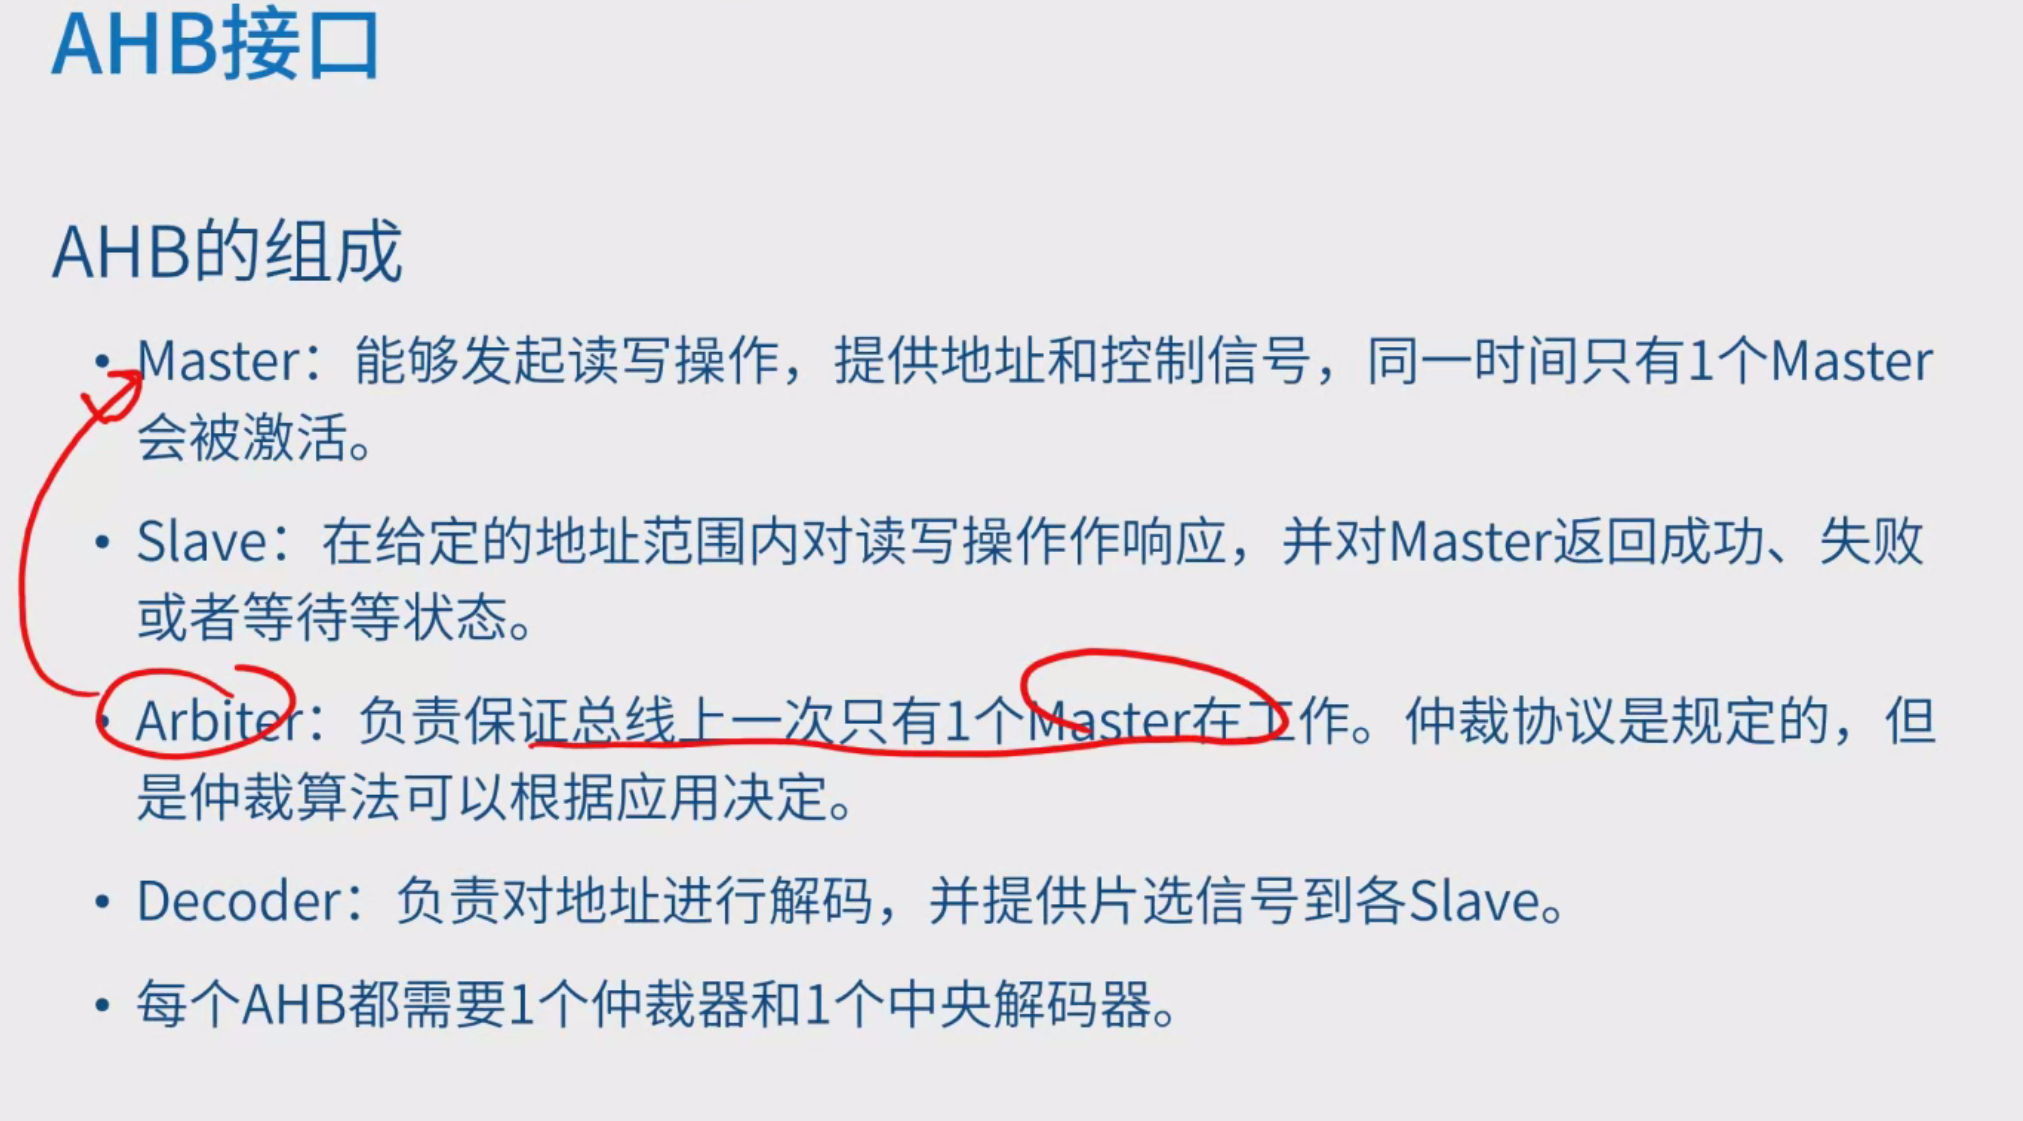 AHB接口
AHB的组成
• Master：能够发起读写操作，提供地址和控制信号，同一时间只有1个Master
会被激活。
• Slave：在给定的地址范围内对读写操作作响应，并对Master返回成功、失败
或者等待等状态。
• Arbiter：负责保证总线上一次只有1个Master在工作。仲裁协议是规定的，但
是仲裁算法可以根据应用决定。
• Decoder：负责对地址进行解码，并提供片选信号到各Slave。
• 每个AHB都需要1个仲裁器和1个中央解码器。